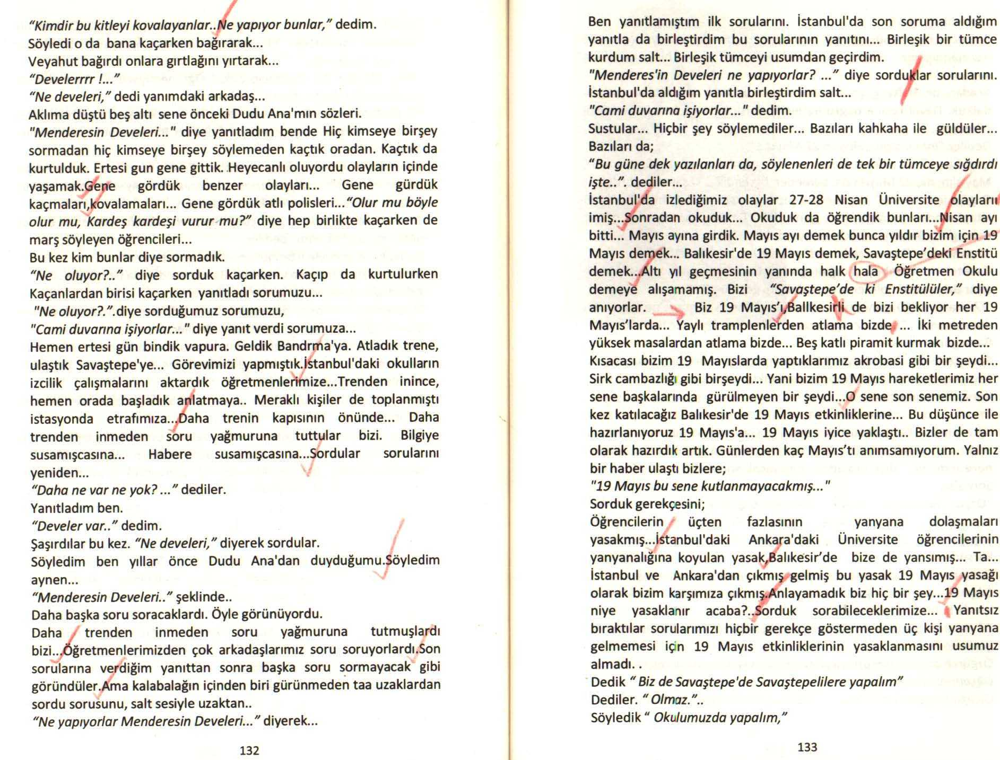 “Kimdir bu kitleyi kovalayanlar..Ne yapıyor bunlar,” dedim.
Söyledi o da bana kaçarken bağırarak...
Veyahut bağırdı onlara gırtlağını yırtarak...
“Develerrrr !...”
“Ne develeri,” dedi yanımdaki arkadaş...
Aklıma düştü beş altı sene önceki Dudu Ana'mın sözleri.
"Menderesin Develeri..." diye yanıtladım bende Hiç kimseye birşey
sormadan hiç kimseye birşey söylemeden kaçtık oradan. Kaçtık da
kurtulduk. Ertesi gun gene gittik. .Heyecanlı oluyordu olayların içinde
yaşamak.Gene gördük benzer olayları... Gene gürdük
kaçmaları,kovalamaları... Gene gördük atlı polisleri...“Olur mu böyle
olur mu, Kardeş kardeşi vurur mu?” diye hep birlikte kaçarken de
marş söyleyen öğrencileri...
Bu kez kim bunlar diye sormadık.
“Ne oluyor?..” diye sorduk kaçarken. Kaçıp da kurtulurken
Kaçanlardan birisi kaçarken yanıtladı sorumuzu...
"Ne oluyor?.”.diye sorduğumuz sorumuzu,
"Cami duvarına işiyorlar..." diye yanıt verdi sorumuza...
Hemen ertesi gün bindik vapura. Geldik Bandrma'ya. Atladık trene,
ulaştık Savaştepe'ye... Görevimizi yapmıştık.İstanbul'daki okulların
izcilik çalışmalarını aktardık öğretmenlerimize...Trenden inince,
hemen orada başladık anlatmaya.. Meraklı kişiler de toplanmıştı
istasyonda etrafımıza...Daha trenin kapısının önünde... Daha
trenden inmeden soru yağmuruna tuttular bizi. Bilgiye
susamışcasına... Habere susamışcasına...Sordular sorularını
yeniden...
“Daha ne var ne yok? ...” dediler.
Yanıtladım ben.
“Develer var..” dedim.
Şaşırdılar bu kez. “Ne develeri,” diyerek sordular.
Söyledim ben yıllar önce Dudu Ana'dan duyduğumu.Söyledim
aynen...
“Menderesin Develeri..” şeklinde..
Daha başka soru soracaklardı. Öyle görünüyordu.
Daha trenden inmeden soru yağmuruna tutmuşlardı
bizi...Öğretmenlerimizden çok arkadaşlarımız soru soruyorlardı.Son
sorularına verdiğim yanıttan sonra başka soru sormayacak gibi
göründüler.Ama kalabalağın içinden biri gürünmeden taa uzaklardan
sordu sorusunu, salt sesiyle uzaktan..
“Ne yapıyorlar Menderesin Develeri...” diyerek...
132
Ben yanıtlamıştım ilk sorularını. İstanbul'da son soruma aldığım
yanıtla da birleştirdim bu sorularının yanıtını... Birleşik bir tümce
kurdum salt... Birleşik tümceyi usumdan geçirdim.
"Menderes'in Develeri ne yapıyorlar? ...” diye sorduklar sorularını.
İstanbul'da aldığım yanıtla birleştirdim salt...
"Cami duvarına işiyorlar..." dedim.
Sustular... Hiçbir şey söylemediler... Bazıları kahkaha ile güldüler...
Bazıları da;
“Bu güne dek yazılanları da, söylenenleri de tek bir tümceye sığdırdı
işte..”. dediler...
İstanbul'da izlediğimiz olaylar 27-28 Nisan Üniversite olayları
imiş...Sonradan okuduk... Okuduk da öğrendik bunları...Nisan ayı
bitti... Mayıs ayına girdik. Mayıs ayı demek bunca yıldır bizim için 19
Mayıs demek... Balıkesir'de 19 Mayıs demek, Savaştepe’deki Enstitü
demek...Altı yıl geçmesinin yanında halk hala Öğretmen Okulu
demeye alışamamış. Bizi “Savaştepe’de ki Enstitülüler,” diye
anıyorlar. Biz 19 Mayıs’ı,Ballkesirli de bizi bekliyor her 19
Mayıs’larda... Yaylı tramplenlerden atlama bizde ... İki metreden
yüksek masalardan atlama bizde... Beş katlı piramit kurmak bizde...
Kısacası bizim 19 Mayıslarda yaptıklarımız akrobasi gibi bir şeydi...
Sirk cambazlığı gibi birşeydi... Yani bizim 19 Mayıs hareketlerimiz her
sene başkalarında gürülmeyen bir şeydi...O sene son senemiz. Son
kez katılacağız Balıkesir'de 19 Mayıs etkinliklerine... Bu düşünce ile
hazırlanıyoruz 19 Mayıs'a... 19 Mayıs iyice yaklaştı.. Bizler de tam
olarak hazırdık artık. Günlerden kaç Mayıs’tı anımsamıyorum. Yalnız
bir haber ulaştı bizlere;
"19 Mayıs bu sene kutlanmayacakmış..."
Sorduk gerekçesini;
Öğrencilerin üçten fazlasının yanyana dolaşmaları
yasakmış...İstanbul'daki Ankara'daki Üniversite öğrencilerinin
yanyanalığına koyulan yasak,Balıkesir’de bize de yansımış... Ta...
İstanbul ve Ankara'dan çıkmış gelmiş bu yasak 19 Mayıs yasağı
olarak bizim karşımıza çıkmış.Anlayamadık biz hiç bir şey...19 Mayıs
niye yasaklanır acaba?..Sorduk sorabileceklerimize... Yanıtsız
bıraktılar sorularımızı hiçbir gerekçe göstermeden üç kişi yanyana
gelmemesi için 19 Mayıs etkinliklerinin yasaklanmasını usumuz
almadı. .
Dedik “ Biz de Savaştepe'de Savaştepelilere yapalım”
Dediler. “ Olmaz.”..
Söyledik “ Okulumuzda yapalım,”
133